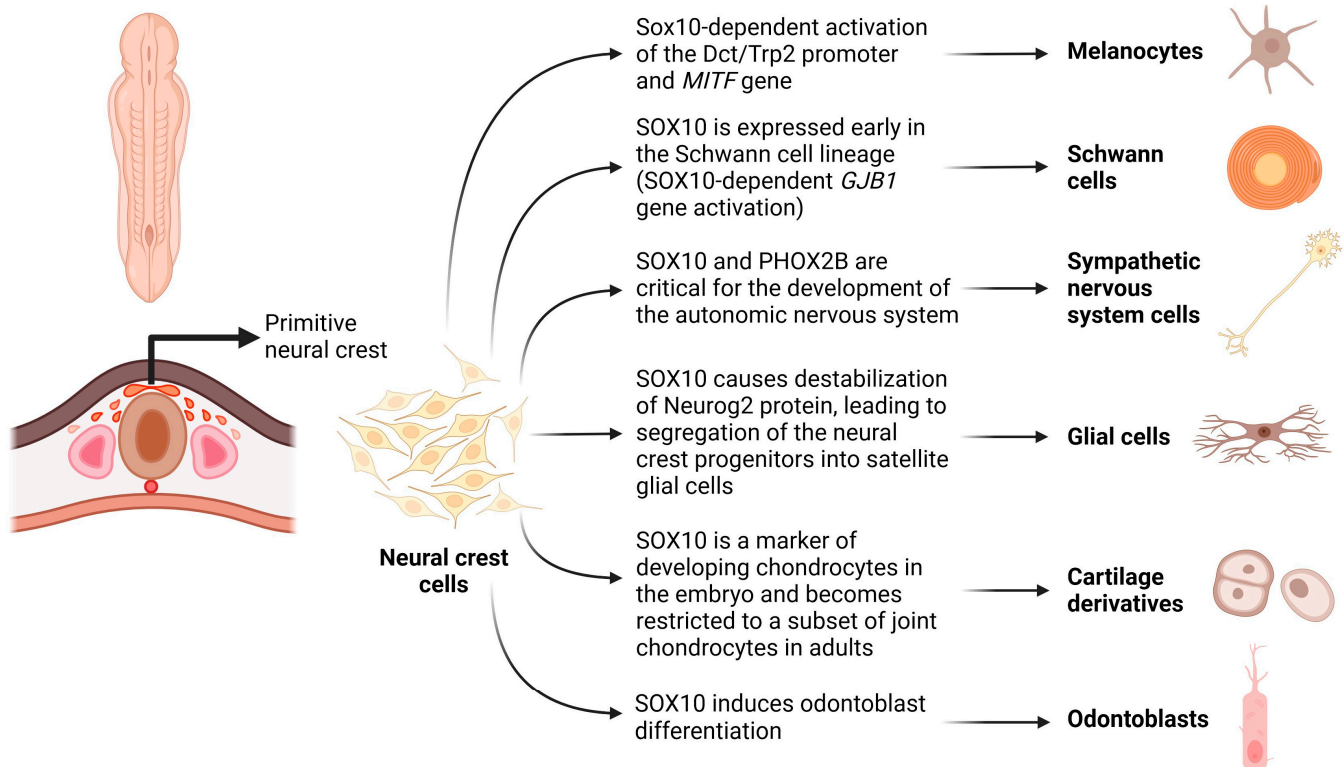 Primitive
neural crest
Neural crest
cells
Sox10-dependent activation
of the Dct/Trp2 promoter
and MITF gene
Melanocytes
SOX10 is expressed early in
the Schwann cell lineage
(SOX10-dependent GJB1
gene activation)
Schwann
cells
SOX10 and PHOX2B are
critical for the development of
the autonomic nervous system
Sympathetic
nervous
system cells
SOX10 causes destabilization
of Neurog2 protein, leading to
segregation of the neural
crest progenitors into satellite
glial cells
Glial cells
SOX10 is a marker of
developing chondrocytes in
the embryo and becomes
restricted to a subset of joint
chondrocytes in adults
Cartilage
derivatives
SOX10 induces odontoblast
differentiation
Odontoblasts